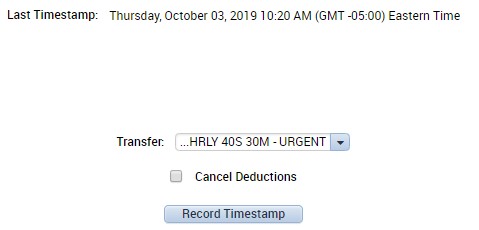 Last Timestamp: Thursday, October 03, 2019 10:20 AM (GMT -05:00) Eastern Time
Transfer: ...HRLY 40S 30M - URGENT
Cancel Deductions
Record Timestamp